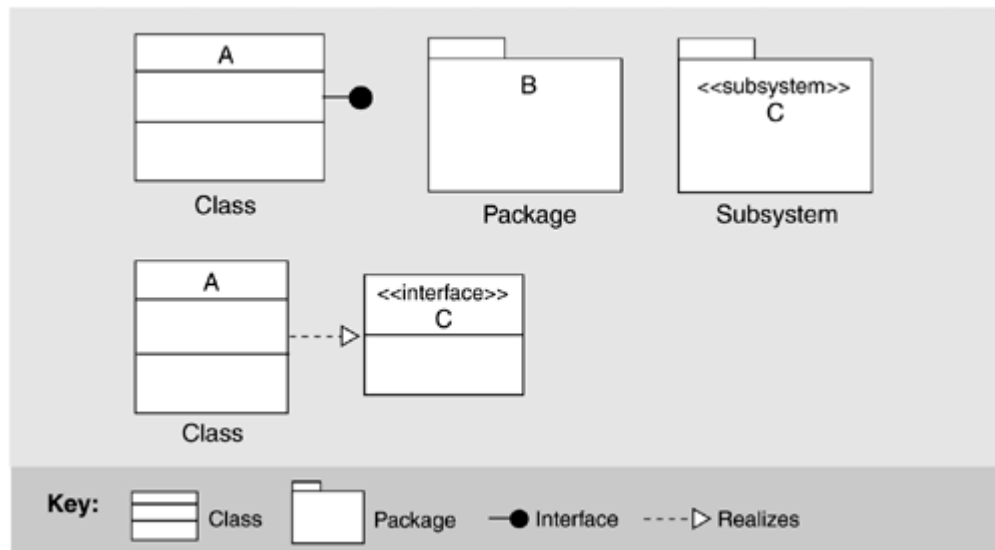 A
B
<<subsystem>>
C
Class
Package
Subsystem
A
<<interface>>
C
Class
Key:
Class
Package
Interface
Realizes